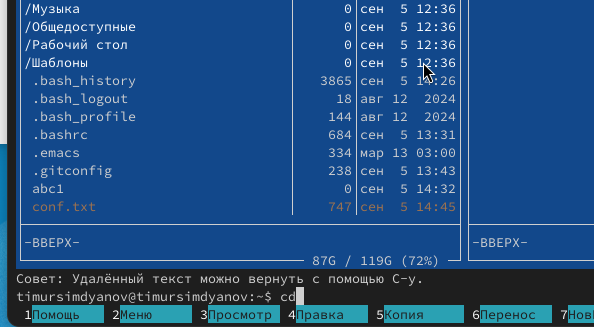 /Музыка 0 сен 5 12:36
/Общедоступные 0 сен 5 12:36
/Рабочий стол 0 сен 5 12:36
/Шаблоны 0 сен 5 12:36
.bash_history 3865 сен 5 14:26
.bash_logout 18 авг 12 2024
.bash_profile 144 авг 12 2024
.bashrc 684 сен 5 13:31
.emacs 334 мар 13 03:00
.gitconfig 238 сен 5 13:43
abc1 0 сен 5 14:32
conf.txt 747 сен 5 14:45
-ВВЕРХ- -ВВЕРХ-
87G / 119G (72%)
Совет: Удалённый текст можно вернуть с помощью C-y.
timursimdyanov@timursimdyanov:~$ cd
1Помощь 2Меню 3Просмотр 4Правка 5Копия 6Перенос 7Нов